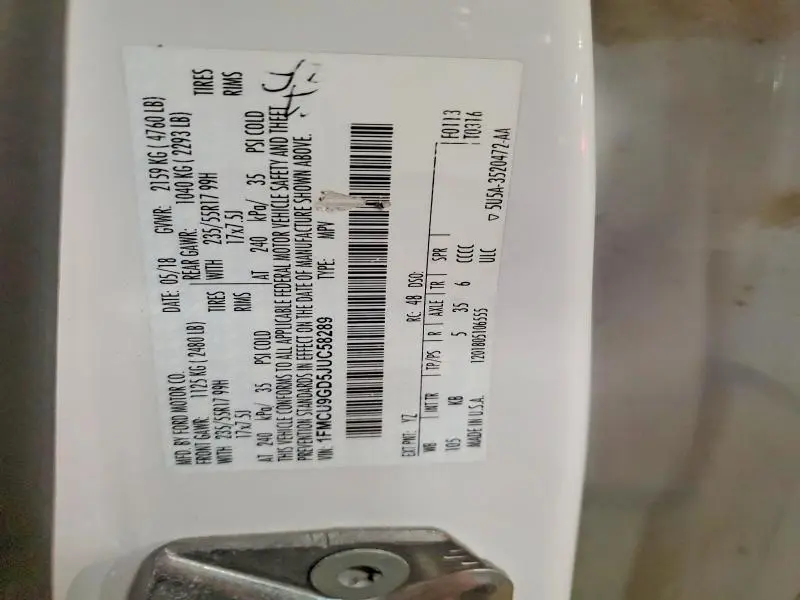 MFD. BY FORD MOTOR CO.
DATE: 05/18 GVWR: 2159 KG ( 4760 LB)
FRONT GAWR: 1125 KG ( 2480 LB) REAR GAWR: 1040 KG ( 2293 LB)
WITH 235/55R17 99H TIRES WITH 235/55R17 99H TIRES
17x7.5J RIMS 17x7.5J RIMS
AT 240 kPa/ 35 PSI COLD AT 240 kPa/ 35 PSI COLD
THIS VEHICLE CONFORMS TO ALL APPLICABLE FEDERAL MOTOR VEHICLE SAFETY AND THEFT
PREVENTION STANDARDS IN EFFECT ON THE DATE OF MANUFACTURE SHOWN ABOVE.
VIN: 1FMCU9GD5JUC58289 TYPE: MPV
F0113
T0316
EXT PNT: YZ RC: 48 DSO:
WB INT TR TP/PS R AXLE TR SPR
105 KB 5 35 6 CCCC
MADE IN U.S.A. 1201805106555 ULC
5U5A-3520472-AA